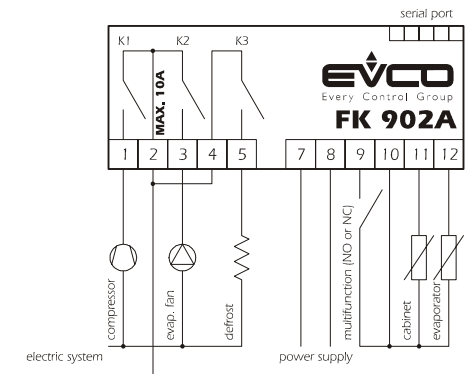 serial port
K1 K2 K3
MAX. 10A
EVCO
Every Control Group
FK 902A
1 2 3 4 5 7 8 9 10 11 12
compressor
evap. fan
defrost
multifunction (NO or NC)
cabinet
evaporator
electric system
power supply